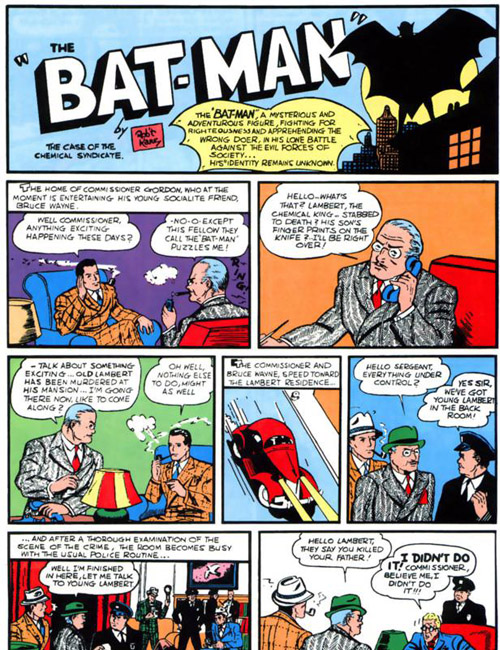 THE
"BAT-MAN"
by Rob't Kane
THE CASE OF THE
CHEMICAL SYNDICATE.
THE "BAT-MAN", A MYSTERIOUS AND
ADVENTUROUS FIGURE, FIGHTING FOR
RIGHTEOUSNESS AND APPREHENDING THE
WRONG DOER, IN HIS LONE BATTLE
AGAINST THE EVIL FORCES OF
SOCIETY...
HIS IDENTITY REMAINS UNKNOWN.
THE HOME OF COMMISSIONER GORDON, WHO AT THE
MOMENT IS ENTERTAINING HIS YOUNG SOCIALITE FRIEND,
BRUCE WAYNE.
WELL COMMISSIONER,
ANYTHING EXCITING
HAPPENING THESE DAYS?
-NO-O-EXCEPT
THIS FELLOW THEY
CALL THE "BAT-MAN"
PUZZLES ME!
RING!
HELLO--WHAT'S
THAT? LAMBERT, THE
CHEMICAL KING-- STABBED
TO DEATH? HIS SON'S
FINGER PRINTS ON THE
KNIFE? I'LL BE RIGHT
OVER!
- TALK ABOUT SOMETHING
EXCITING... OLD LAMBERT
HAS BEEN MURDERED AT
HIS MANSION... I'M GOING
THERE NOW, LIKE TO COME
ALONG?
OH WELL,
NOTHING ELSE
TO DO, MIGHT
AS WELL
THE COMMISSIONER AND
BRUCE WAYNE, SPEED TOWARD
THE LAMBERT RESIDENCE...
HELLO SERGEANT,
EVERYTHING UNDER
CONTROL?
YES SIR,
WE'VE GOT
YOUNG LAMBERT
IN THE BACK
ROOM!
...AND AFTER A THOROUGH EXAMINATION OF THE
SCENE OF THE CRIME, THE ROOM BECOMES BUSY
WITH THE USUAL POLICE ROUTINE....
WELL I'M FINISHED
IN HERE, LET ME TALK
TO YOUNG LAMBERT
HELLO LAMBERT,
THEY SAY YOU KILLED
YOUR FATHER!
I DIDN'T DO
IT! COMMISSIONER,
BELIEVE ME, I
DIDN'T DO
IT!!!